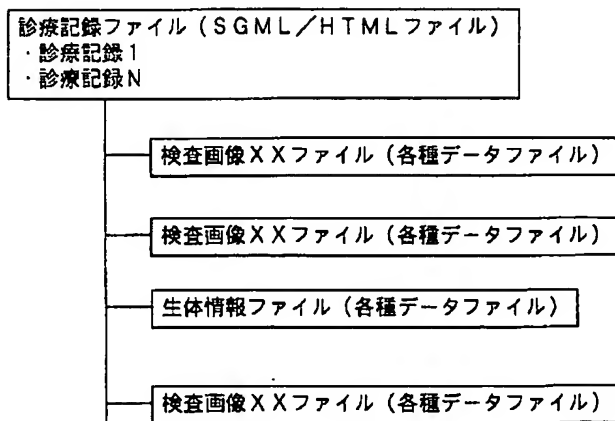 診療記録ファイル（ＳＧＭＬ／ＨＴＭＬファイル）
・診療記録１
・診療記録Ｎ
検査画像ＸＸファイル（各種データファイル）
検査画像ＸＸファイル（各種データファイル）
生体情報ファイル（各種データファイル）
検査画像ＸＸファイル（各種データファイル）